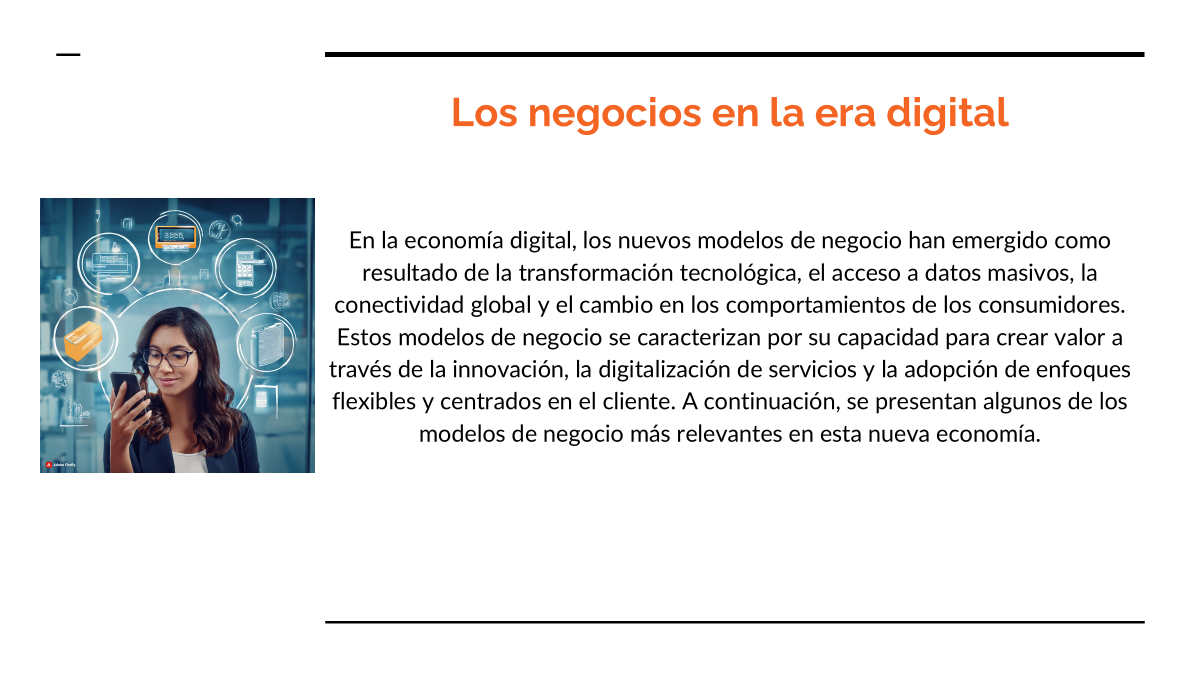 Los negocios en la era digital
En la economía digital, los nuevos modelos de negocio han emergido como
resultado de la transformación tecnológica, el acceso a datos masivos, la
conectividad global y el cambio en los comportamientos de los consumidores.
Estos modelos de negocio se caracterizan por su capacidad para crear valor a
través de la innovación, la digitalización de servicios y la adopción de enfoques
flexibles y centrados en el cliente. A continuación, se presentan algunos de los
modelos de negocio más relevantes en esta nueva economía.
Adobe Firefly